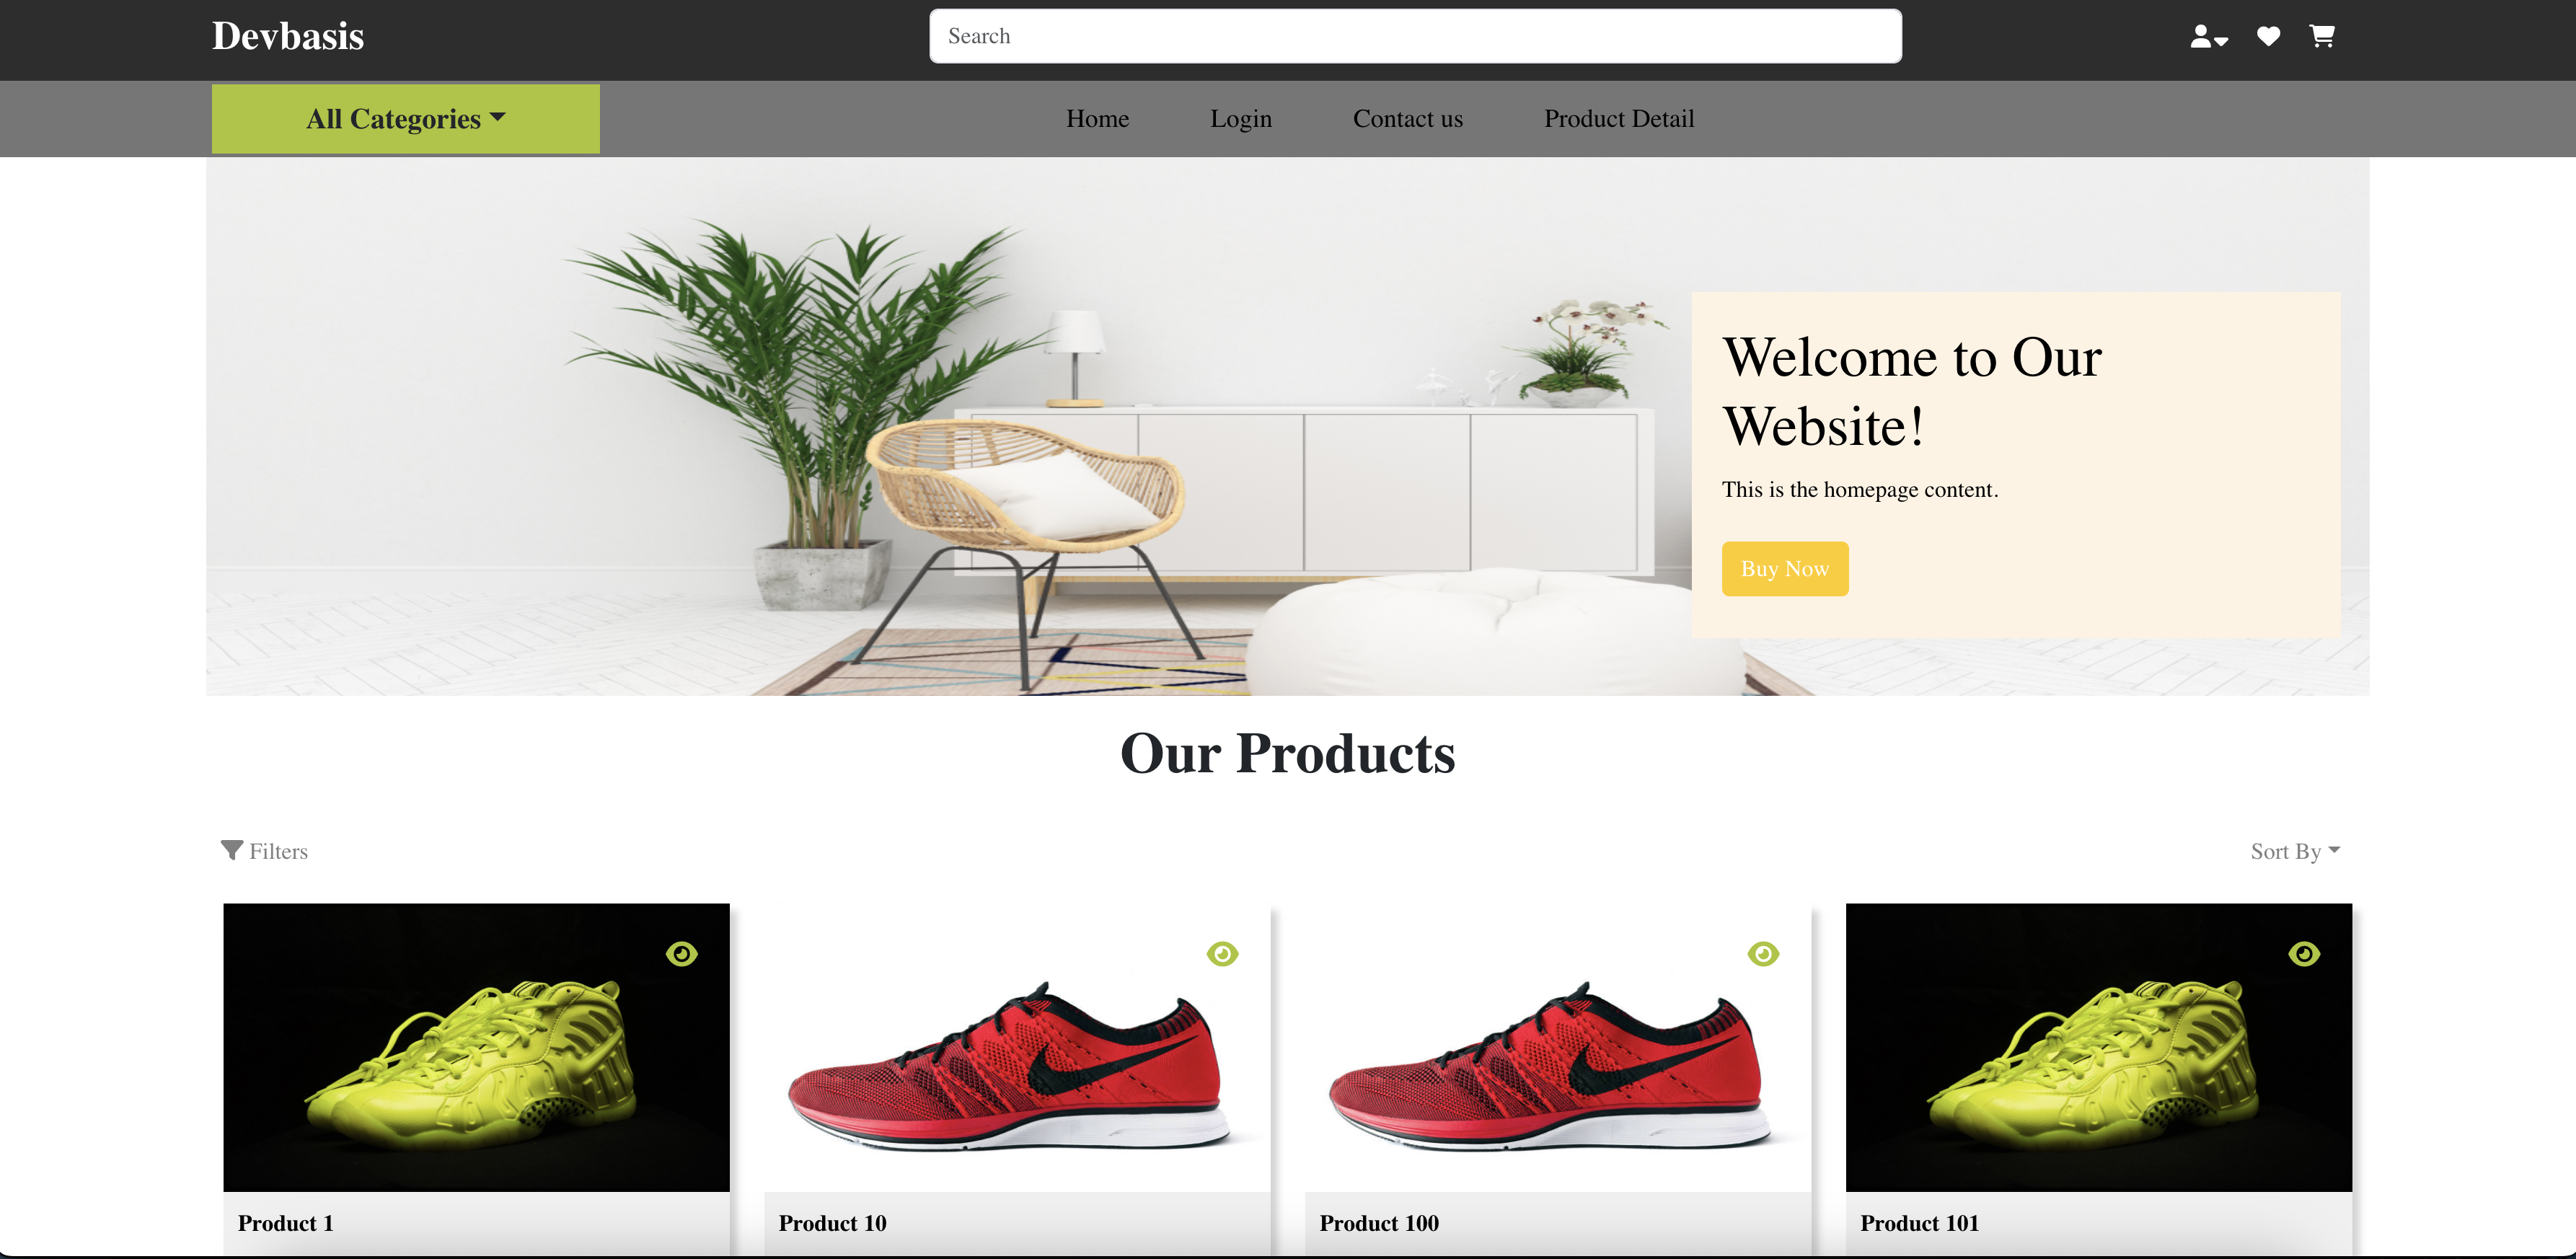 Devbasis
Search
All Categories
Home
Login
Contact us
Product Detail
Welcome to Our
Website!
This is the homepage content.
Buy Now
Our Products
Filters
Sort By
Product 1
Product 10
Product 100
Product 101